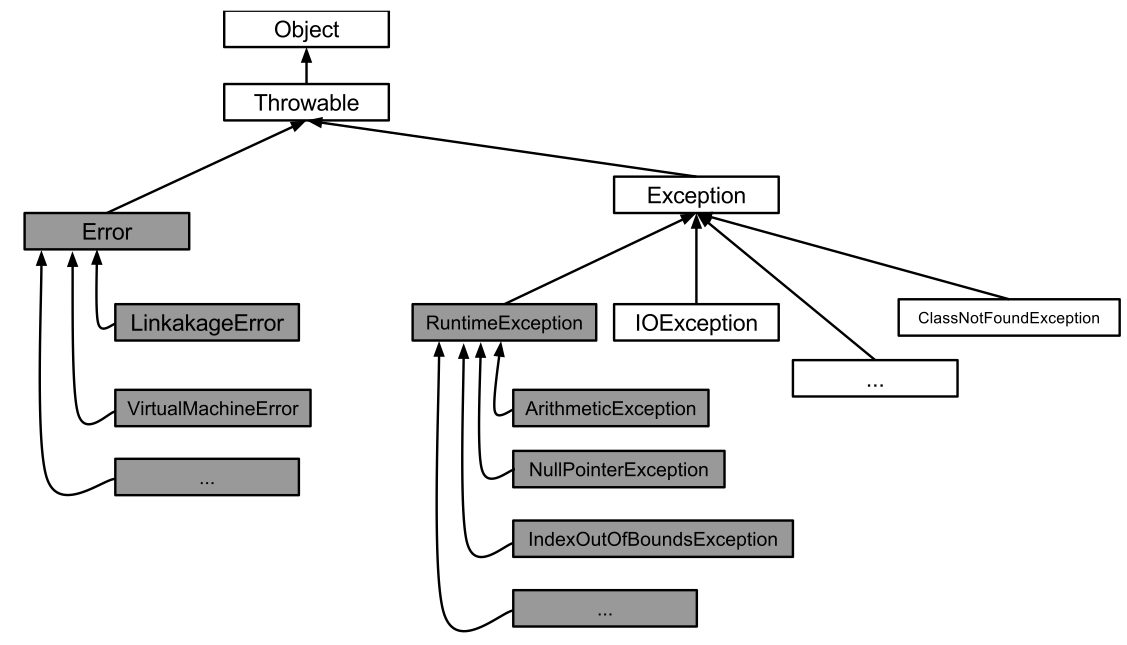 Object
Throwable
Exception
Error
LinkakageError
RuntimeException
IOException
ClassNotFoundException
...
VirtualMachineError
ArithmeticException
...
NullPointerException
IndexOutOfBoundsException
...